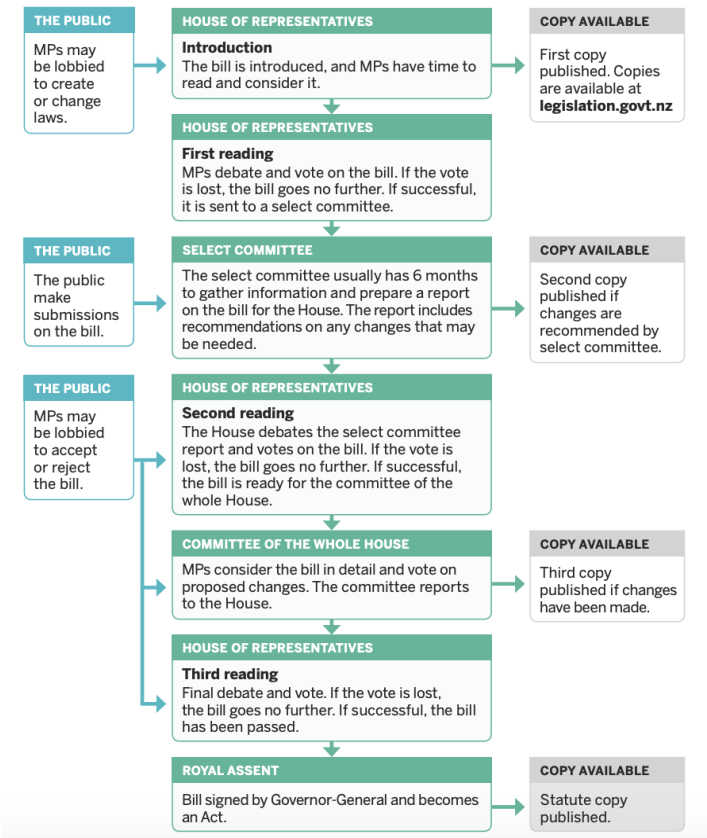 THE PUBLIC
MPs may
be lobbied
to create
or change
laws.
HOUSE OF REPRESENTATIVES
Introduction
The bill is introduced, and MPs have time to
read and consider it.
COPY AVAILABLE
First copy
published. Copies
are available at
legislation.govt.nz
HOUSE OF REPRESENTATIVES
First reading
MPs debate and vote on the bill. If the vote
is lost, the bill goes no further. If successful,
it is sent to a select committee.
THE PUBLIC
The public
make
submissions
on the bill.
SELECT COMMITTEE
The select committee usually has 6 months
to gather information and prepare a report
on the bill for the House. The report includes
recommendations on any changes that may
be needed.
COPY AVAILABLE
Second copy
published if
changes are
recommended by
select committee.
THE PUBLIC
MPs may
be lobbied
to accept
or reject
the bill.
HOUSE OF REPRESENTATIVES
Second reading
The House debates the select committee
report and votes on the bill. If the vote is
lost, the bill goes no further. If successful,
the bill is ready for the committee of the
whole House.
COMMITTEE OF THE WHOLE HOUSE
MPs consider the bill in detail and vote on
proposed changes. The committee reports
to the House.
COPY AVAILABLE
Third copy
published if changes
have been made.
HOUSE OF REPRESENTATIVES
Third reading
Final debate and vote. If the vote is lost,
the bill goes no further. If successful, the bill
has been passed.
ROYAL ASSENT
Bill signed by Governor-General and becomes
an Act.
COPY AVAILABLE
Statute copy
published.